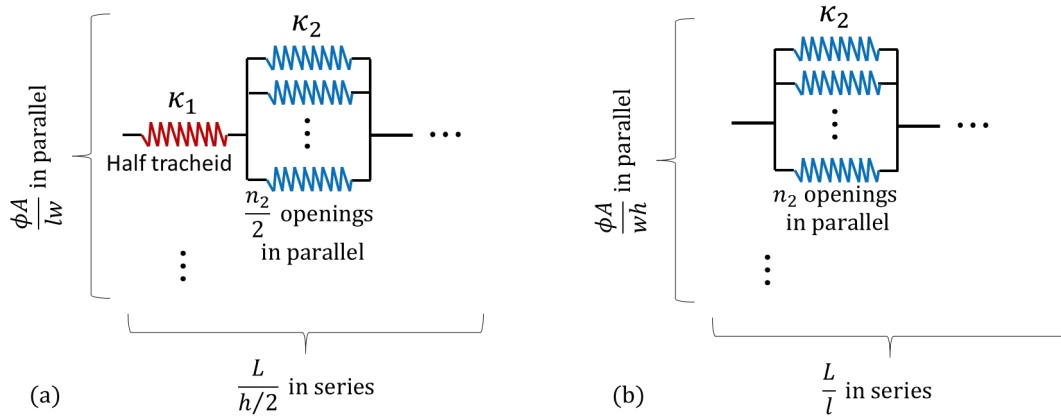 κ₂
κ₁
Half tracheid
n₂/2 openings
in parallel
ϕA/lw in parallel
L/(h/2) in series
(a)
κ₂
n₂ openings
in parallel
ϕA/wh in parallel
L/l in series
(b)